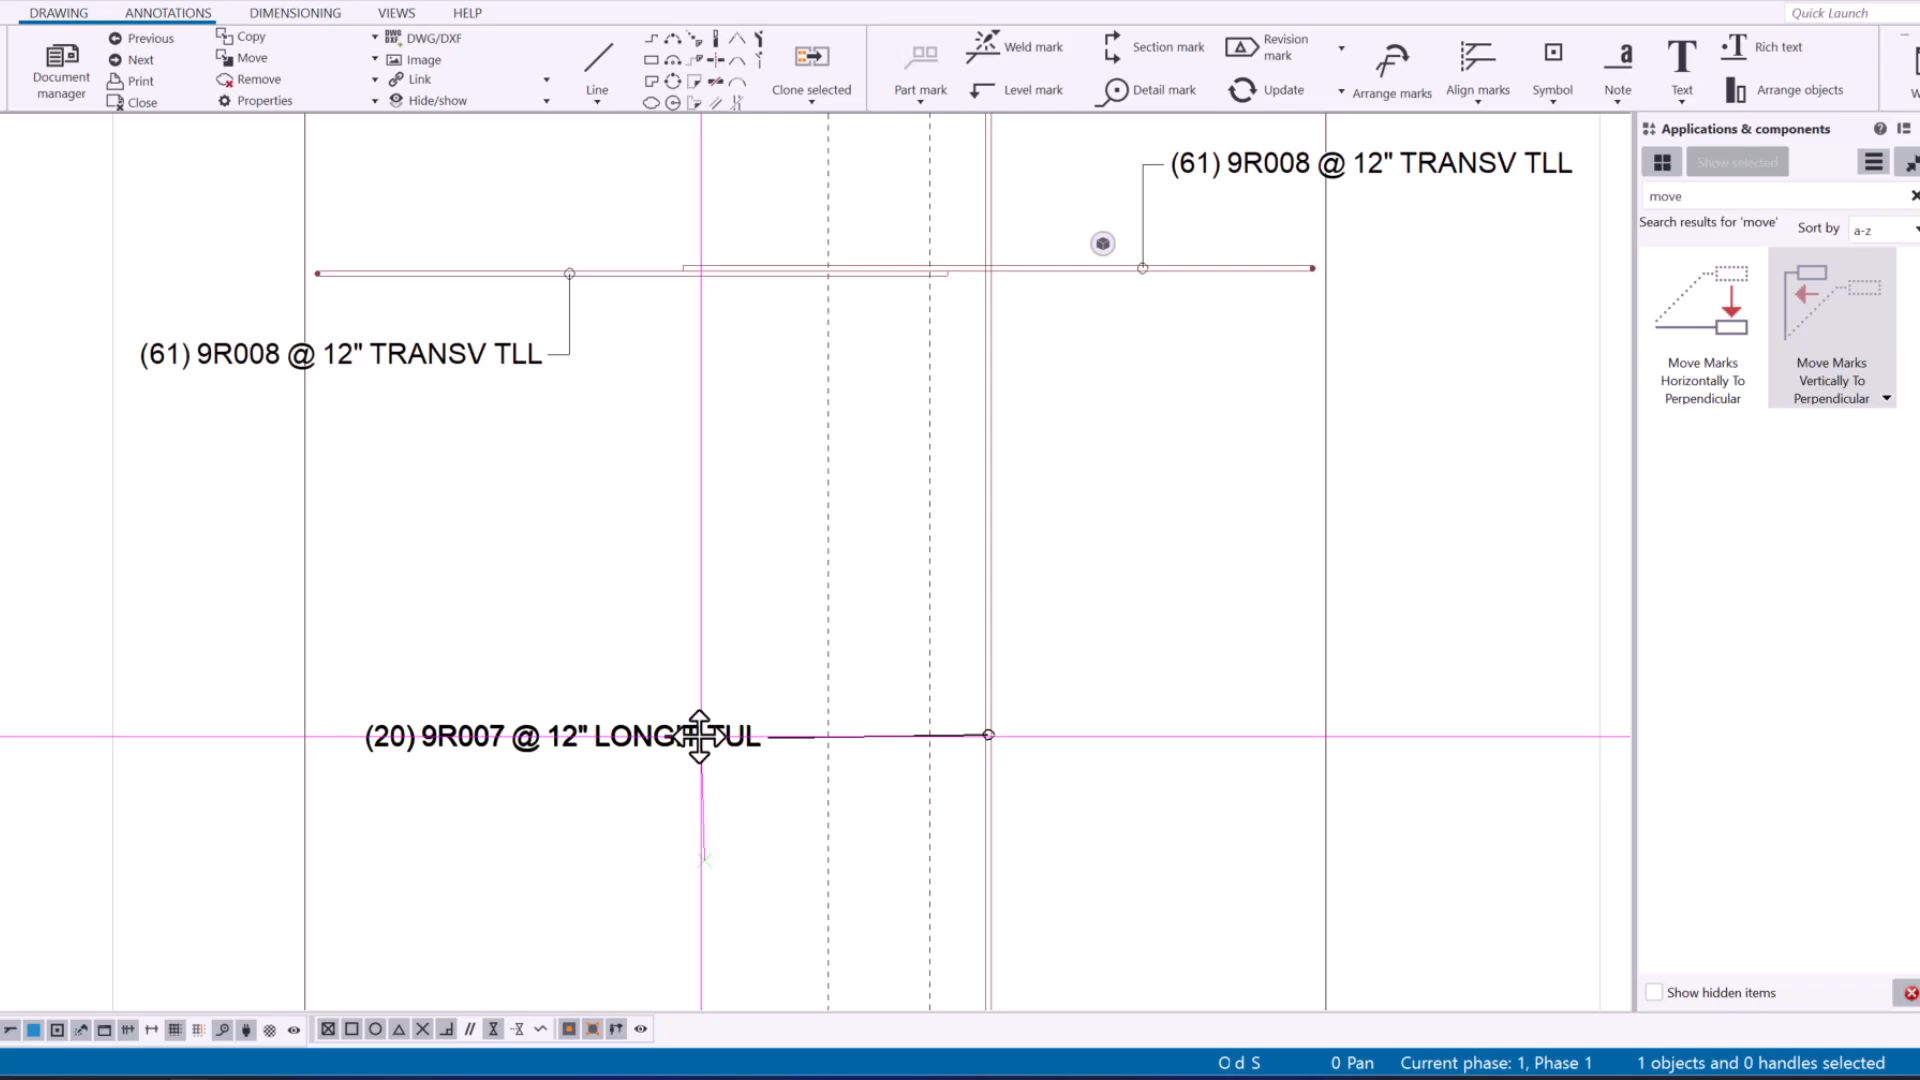 DRAWING ANNOTATIONS DIMENSIONING VIEWS HELP Quick Launch
Document manager
Previous
Next
Print
Close
Copy
Move
Remove
Properties
DWG DXF DWG/DXF
Image
Link
Hide/show
Line
Clone selected
Part mark
Weld mark
Level mark
Section mark
Detail mark
Revision mark
Update
Arrange marks
Align marks
Symbol
Note
Text
Rich text
Arrange objects
(61) 9R008 @ 12" TRANSV TLL
(61) 9R008 @ 12" TRANSV TLL
(20) 9R007 @ 12" LONG TUL
Applications & components
Show selected
move
Search results for 'move' Sort by a-z
Move Marks Horizontally To Perpendicular
Move Marks Vertically To Perpendicular
Show hidden items
O d S 0 Pan Current phase: 1, Phase 1 1 objects and 0 handles selected